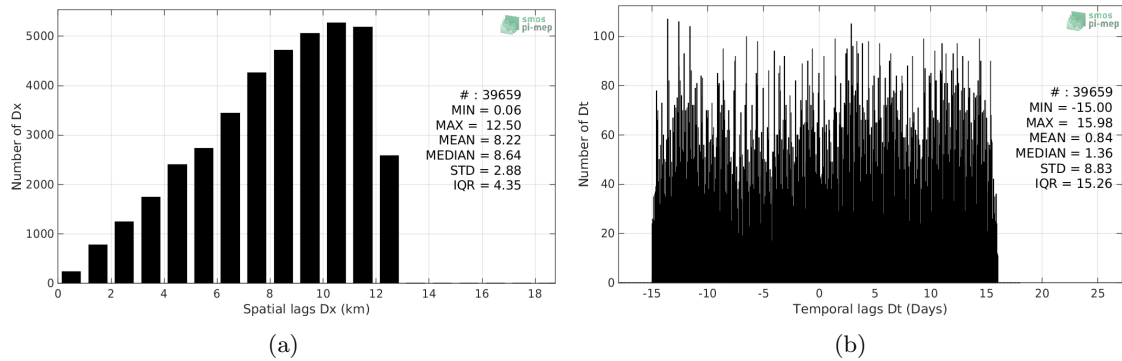 smos
pi-mep
5000
4000
3000
2000
1000
0
Number of Dx
# : 39659
MIN = 0.06
MAX = 12.50
MEAN = 8.22
MEDIAN = 8.64
STD = 2.88
IQR = 4.35
0 2 4 6 8 10 12 14 16 18
Spatial lags Dx (km)
(a)
smos
pi-mep
100
80
60
40
20
0
Number of Dt
# : 39659
MIN = -15.00
MAX = 15.98
MEAN = 0.84
MEDIAN = 1.36
STD = 8.83
IQR = 15.26
-15 -10 -5 0 5 10 15 20 25
Temporal lags Dt (Days)
(b)